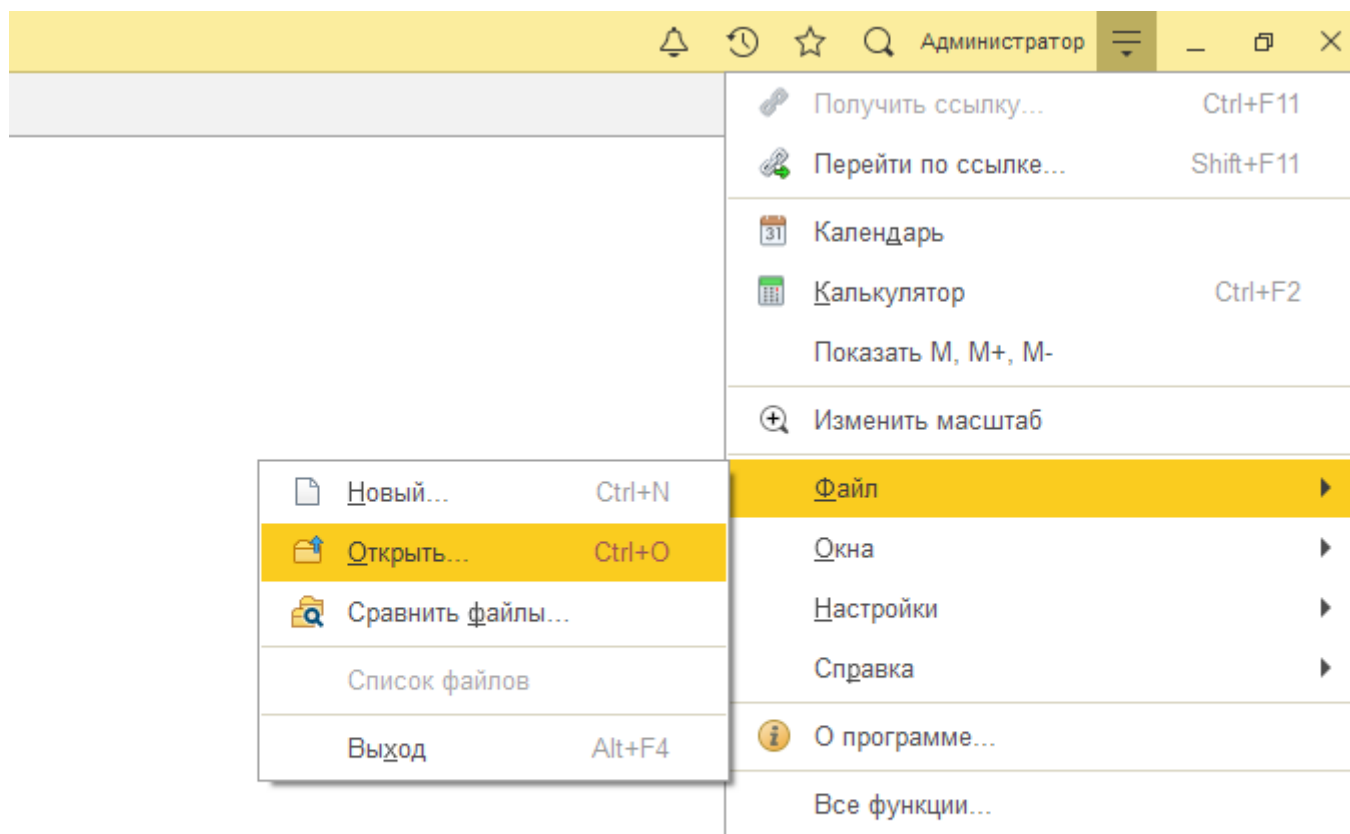 Администратор
Получить ссылку... Ctrl+F11
Перейти по ссылке... Shift+F11
31 Календарь
Калькулятор Ctrl+F2
Показать M, M+, M-
Изменить масштаб
Файл
Новый... Ctrl+N
Открыть... Ctrl+O
Окна
Сравнить файлы...
Настройки
Список файлов
Справка
Выход Alt+F4
О программе...
Все функции...